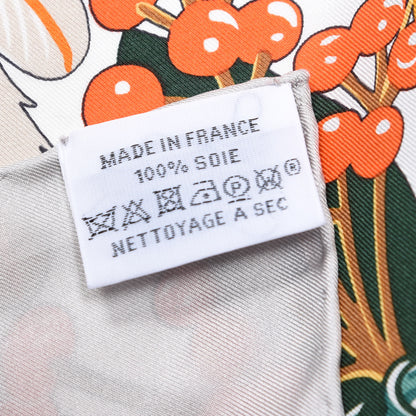 MADE IN FRANCE
100% SOIE
P W ®
NETTOYAGE A SEC